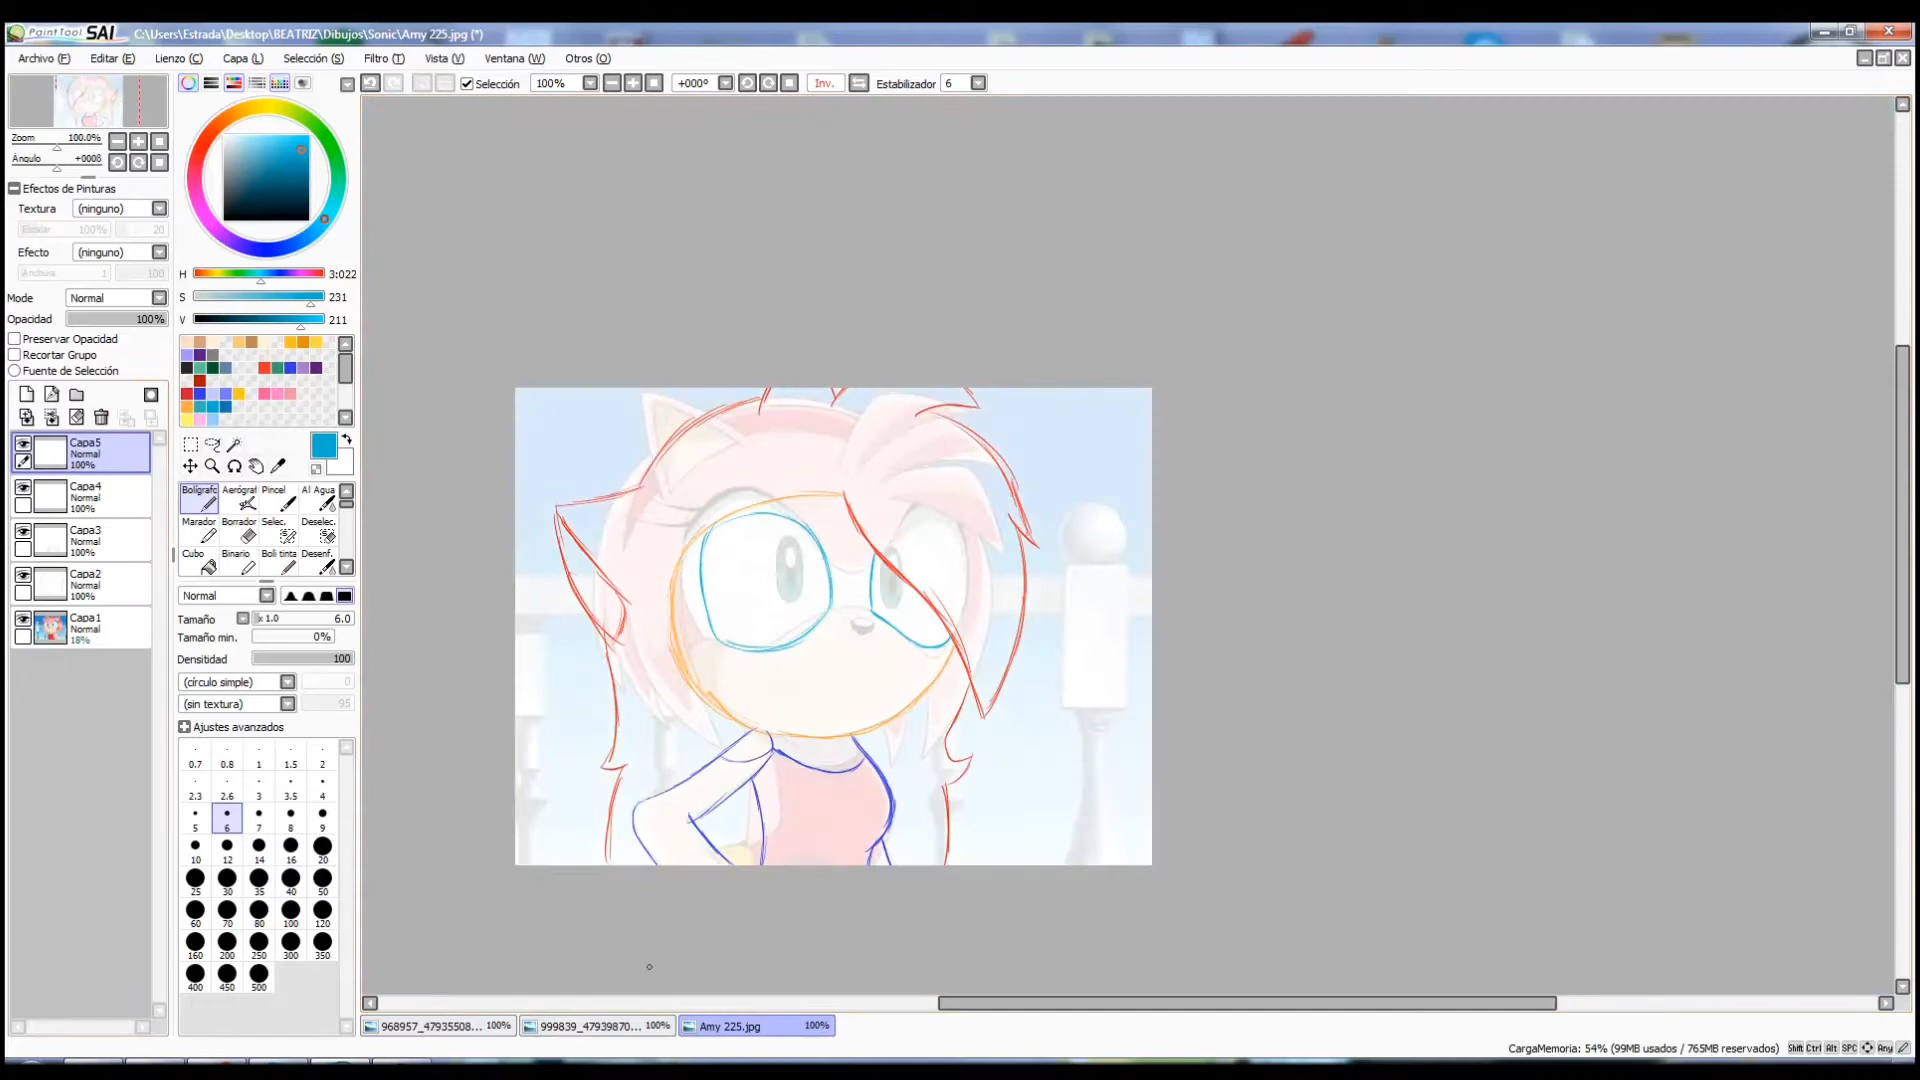 PaintTool SAI C:\Users\Estrada\Desktop\BEATRIZ\Dibujos\Sonic\Amy 225.jpg (*)
Archivo (F) Editar (E) Lienzo (C) Capa (L) Selección (S) Filtro (T) Vista (V) Ventana (W) Otros (O)
Selección 100% +000º Inv. Estabilizador 6
Zoom 100.0%
Ángulo +000ß
Efectos de Pinturas
Textura (ninguno)
Escalar 100% 20
Efecto (ninguno)
Anchura 1 100
Mode Normal
Opacidad 100%
Preservar Opacidad
Recortar Grupo
Fuente de Selección
Capa5
Normal
100%
Capa4
Normal
100%
Capa3
Normal
100%
Capa2
Normal
100%
Capa1
Normal
18%
H 3:022
S 231
V 211
Bolígrafc Aerógraf Pincel Al Agua
Marador Borrador Selec. Deselec.
Cubo Binario Boli tinta Desenf.
Normal
Tamaño x 1.0 6.0
Tamaño min. 0%
Densitidad 100
(círculo simple) 0
(sin textura) 95
Ajustes avanzados
0.7 0.8 1 1.5 2
2.3 2.6 3 3.5 4
5 6 7 8 9
10 12 14 16 20
25 30 35 40 50
60 70 80 100 120
160 200 250 300 350
400 450 500
968957_47935508... 100% 999839_47939870... 100% Amy 225.jpg 100%
CargaMemoria: 54% (99MB usados / 765MB reservados) Shift Ctrl Alt SPC Any